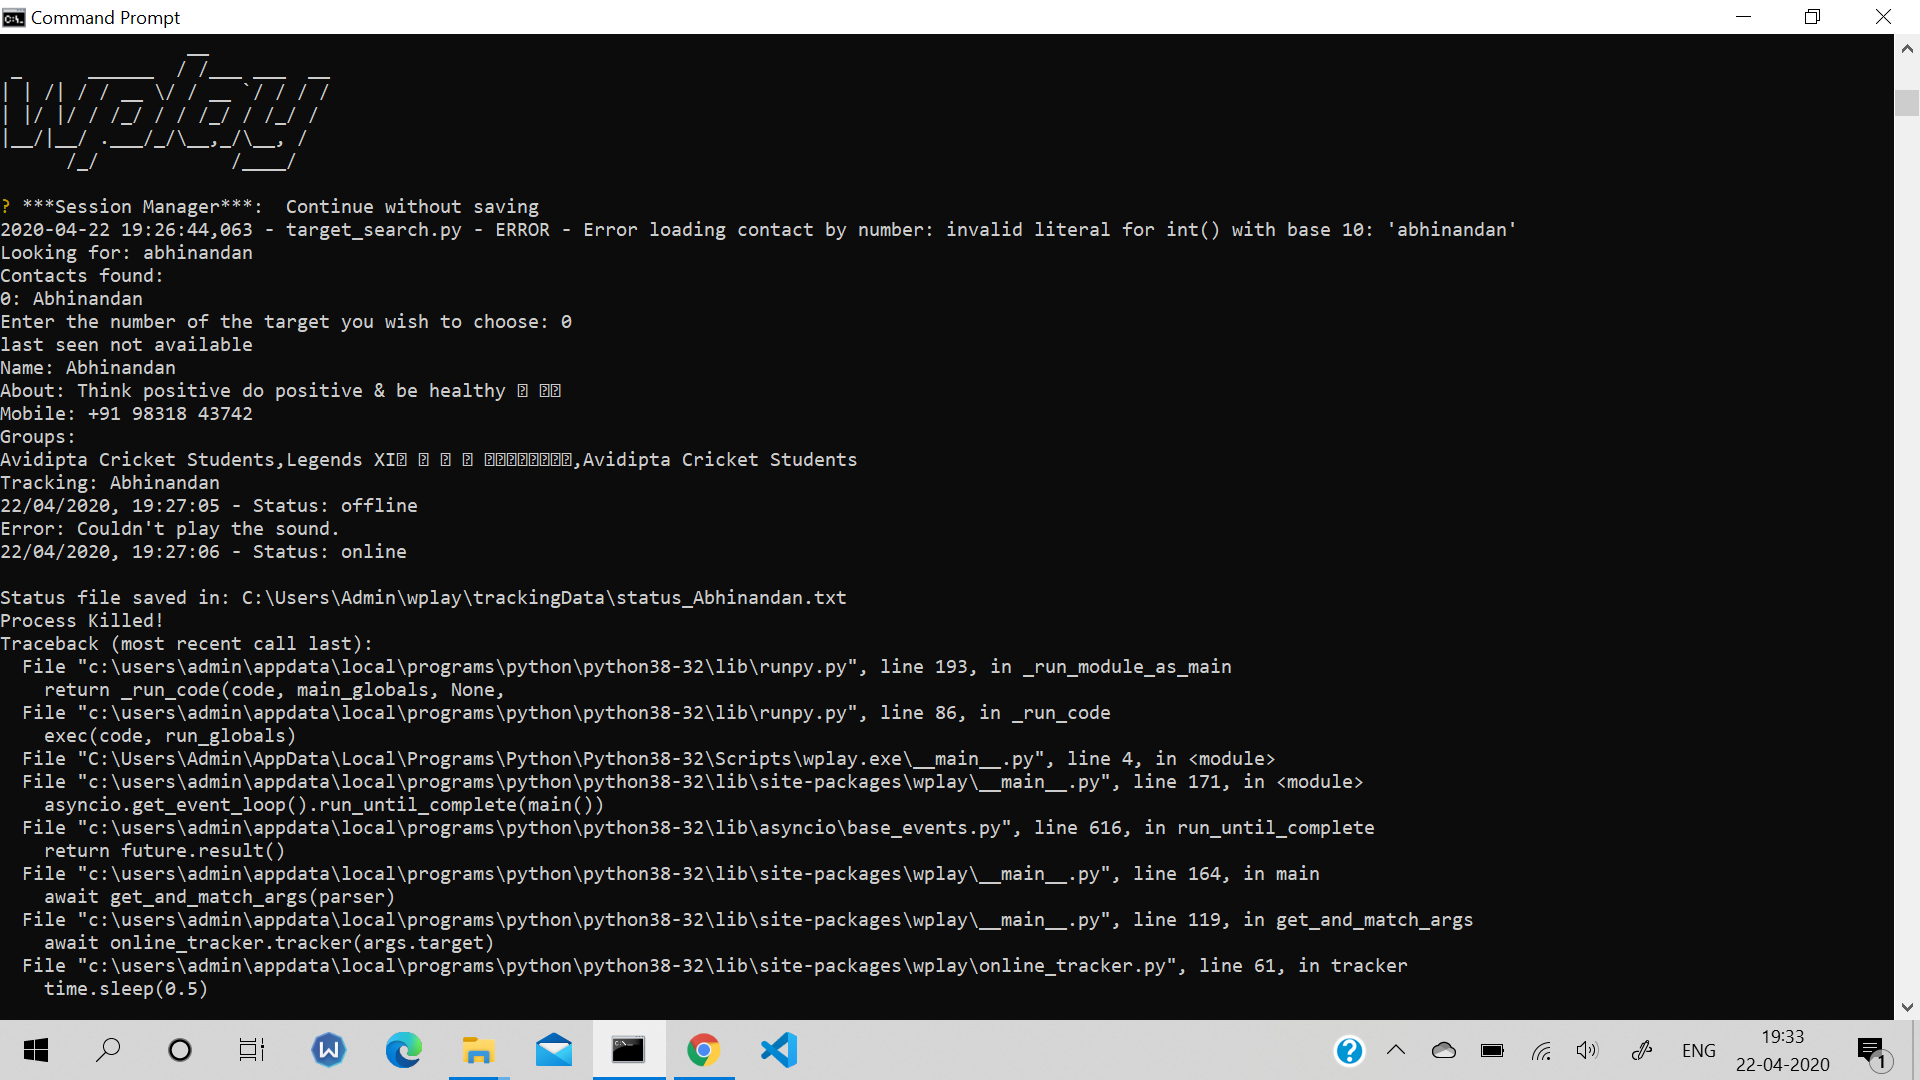 Command Prompt
wplay
? ***Session Manager***:  Continue without saving
2020-04-22 19:26:44,063 - target_search.py - ERROR - Error loading contact by number: invalid literal for int() with base 10: 'abhinandan'
Looking for: abhinandan
Contacts found:
0: Abhinandan
Enter the number of the target you wish to choose: 0
last seen not available
Name: Abhinandan
About: Think positive do positive & be healthy
Mobile: +91 98318 43742
Groups:
Avidipta Cricket Students,Legends XI ,Avidipta Cricket Students
Tracking: Abhinandan
22/04/2020, 19:27:05 - Status: offline
Error: Couldn't play the sound.
22/04/2020, 19:27:06 - Status: online
Status file saved in: C:\Users\Admin\wplay\trackingData\status_Abhinandan.txt
Process Killed!
Traceback (most recent call last):
  File "c:\users\admin\appdata\local\programs\python\python38-32\lib\runpy.py", line 193, in _run_module_as_main
    return _run_code(code, main_globals, None,
  File "c:\users\admin\appdata\local\programs\python\python38-32\lib\runpy.py", line 86, in _run_code
    exec(code, run_globals)
  File "C:\Users\Admin\AppData\Local\Programs\Python\Python38-32\Scripts\wplay.exe\__main__.py", line 4, in <module>
  File "c:\users\admin\appdata\local\programs\python\python38-32\lib\site-packages\wplay\__main__.py", line 171, in <module>
    asyncio.get_event_loop().run_until_complete(main())
  File "c:\users\admin\appdata\local\programs\python\python38-32\lib\asyncio\base_events.py", line 616, in run_until_complete
    return future.result()
  File "c:\users\admin\appdata\local\programs\python\python38-32\lib\site-packages\wplay\__main__.py", line 164, in main
    await get_and_match_args(parser)
  File "c:\users\admin\appdata\local\programs\python\python38-32\lib\site-packages\wplay\__main__.py", line 119, in get_and_match_args
    await online_tracker.tracker(args.target)
  File "c:\users\admin\appdata\local\programs\python\python38-32\lib\site-packages\wplay\online_tracker.py", line 61, in tracker
    time.sleep(0.5)
ENG
19:33
22-04-2020
1